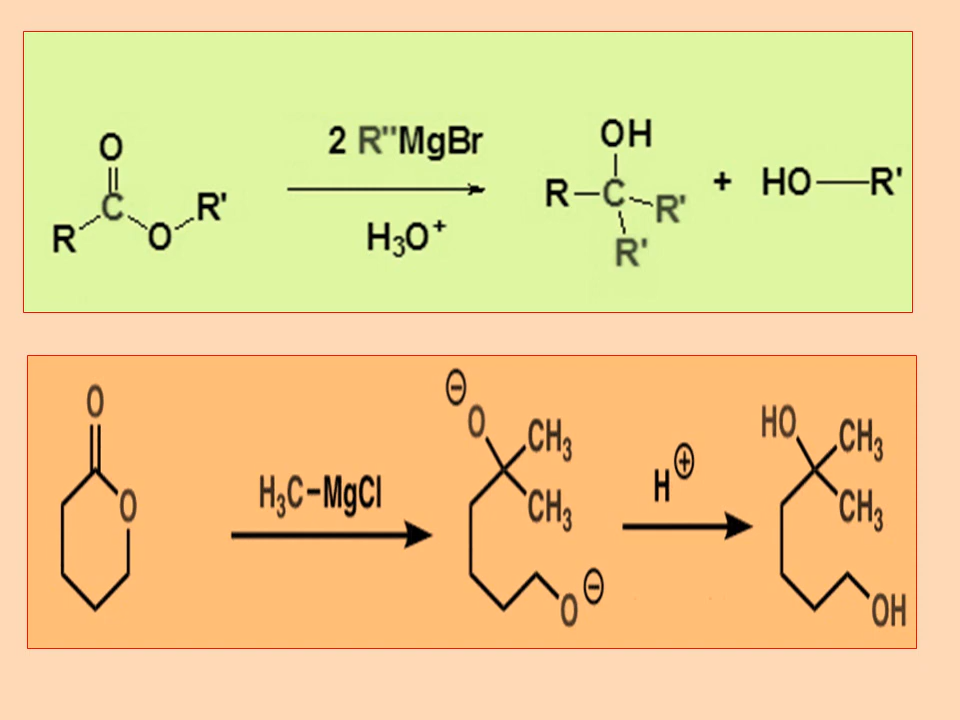 O
2 R"MgBr
OH
R C O R'
H₃O⁺
R—C R' + HO—R'
R'
O
O
H₃C–MgCl
⊖
O CH₃
CH₃
O ⊖
H⊕
HO CH₃
CH₃
OH